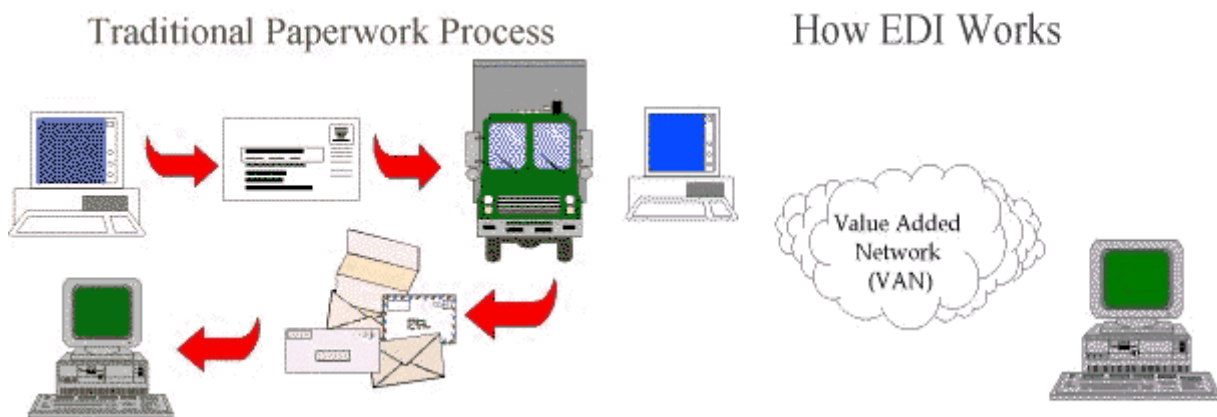 Traditional Paperwork Process
How EDI Works
Value Added
Network
(VAN)